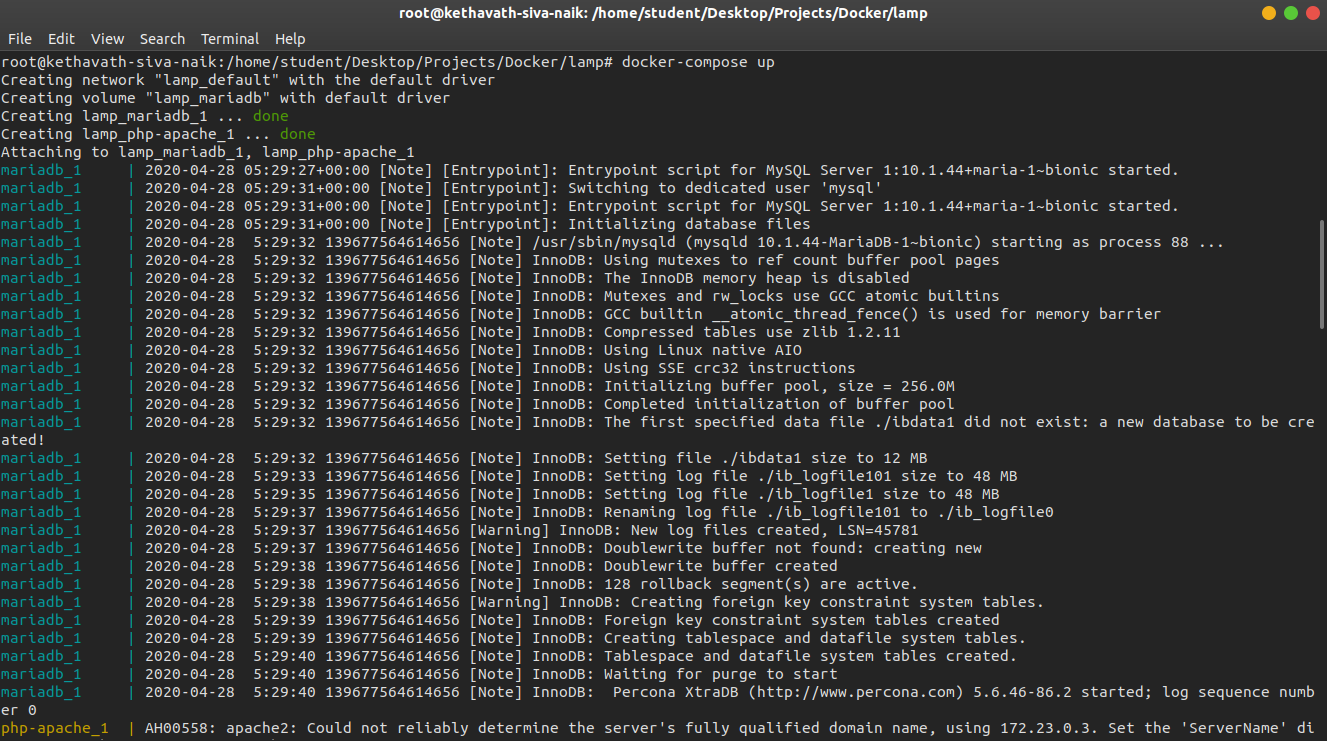 root@kethavath-siva-naik: /home/student/Desktop/Projects/Docker/lamp
File Edit View Search Terminal Help
root@kethavath-siva-naik:/home/student/Desktop/Projects/Docker/lamp# docker-compose up
Creating network "lamp_default" with the default driver
Creating volume "lamp_mariadb" with default driver
Creating lamp_mariadb_1 ... done
Creating lamp_php-apache_1 ... done
Attaching to lamp_mariadb_1, lamp_php-apache_1
mariadb_1     | 2020-04-28 05:29:27+00:00 [Note] [Entrypoint]: Entrypoint script for MySQL Server 1:10.1.44+maria-1~bionic started.
mariadb_1     | 2020-04-28 05:29:31+00:00 [Note] [Entrypoint]: Switching to dedicated user 'mysql'
mariadb_1     | 2020-04-28 05:29:31+00:00 [Note] [Entrypoint]: Entrypoint script for MySQL Server 1:10.1.44+maria-1~bionic started.
mariadb_1     | 2020-04-28 05:29:31+00:00 [Note] [Entrypoint]: Initializing database files
mariadb_1     | 2020-04-28  5:29:32 139677564614656 [Note] /usr/sbin/mysqld (mysqld 10.1.44-MariaDB-1~bionic) starting as process 88 ...
mariadb_1     | 2020-04-28  5:29:32 139677564614656 [Note] InnoDB: Using mutexes to ref count buffer pool pages
mariadb_1     | 2020-04-28  5:29:32 139677564614656 [Note] InnoDB: The InnoDB memory heap is disabled
mariadb_1     | 2020-04-28  5:29:32 139677564614656 [Note] InnoDB: Mutexes and rw_locks use GCC atomic builtins
mariadb_1     | 2020-04-28  5:29:32 139677564614656 [Note] InnoDB: GCC builtin __atomic_thread_fence() is used for memory barrier
mariadb_1     | 2020-04-28  5:29:32 139677564614656 [Note] InnoDB: Compressed tables use zlib 1.2.11
mariadb_1     | 2020-04-28  5:29:32 139677564614656 [Note] InnoDB: Using Linux native AIO
mariadb_1     | 2020-04-28  5:29:32 139677564614656 [Note] InnoDB: Using SSE crc32 instructions
mariadb_1     | 2020-04-28  5:29:32 139677564614656 [Note] InnoDB: Initializing buffer pool, size = 256.0M
mariadb_1     | 2020-04-28  5:29:32 139677564614656 [Note] InnoDB: Completed initialization of buffer pool
mariadb_1     | 2020-04-28  5:29:32 139677564614656 [Note] InnoDB: The first specified data file ./ibdata1 did not exist: a new database to be cre
ated!
mariadb_1     | 2020-04-28  5:29:32 139677564614656 [Note] InnoDB: Setting file ./ibdata1 size to 12 MB
mariadb_1     | 2020-04-28  5:29:33 139677564614656 [Note] InnoDB: Setting log file ./ib_logfile101 size to 48 MB
mariadb_1     | 2020-04-28  5:29:35 139677564614656 [Note] InnoDB: Setting log file ./ib_logfile1 size to 48 MB
mariadb_1     | 2020-04-28  5:29:37 139677564614656 [Note] InnoDB: Renaming log file ./ib_logfile101 to ./ib_logfile0
mariadb_1     | 2020-04-28  5:29:37 139677564614656 [Warning] InnoDB: New log files created, LSN=45781
mariadb_1     | 2020-04-28  5:29:37 139677564614656 [Note] InnoDB: Doublewrite buffer not found: creating new
mariadb_1     | 2020-04-28  5:29:38 139677564614656 [Note] InnoDB: Doublewrite buffer created
mariadb_1     | 2020-04-28  5:29:38 139677564614656 [Note] InnoDB: 128 rollback segment(s) are active.
mariadb_1     | 2020-04-28  5:29:38 139677564614656 [Warning] InnoDB: Creating foreign key constraint system tables.
mariadb_1     | 2020-04-28  5:29:39 139677564614656 [Note] InnoDB: Foreign key constraint system tables created
mariadb_1     | 2020-04-28  5:29:39 139677564614656 [Note] InnoDB: Creating tablespace and datafile system tables.
mariadb_1     | 2020-04-28  5:29:40 139677564614656 [Note] InnoDB: Tablespace and datafile system tables created.
mariadb_1     | 2020-04-28  5:29:40 139677564614656 [Note] InnoDB: Waiting for purge to start
mariadb_1     | 2020-04-28  5:29:40 139677564614656 [Note] InnoDB:  Percona XtraDB (http://www.percona.com) 5.6.46-86.2 started; log sequence numb
er 0
php-apache_1  | AH00558: apache2: Could not reliably determine the server's fully qualified domain name, using 172.23.0.3. Set the 'ServerName' di